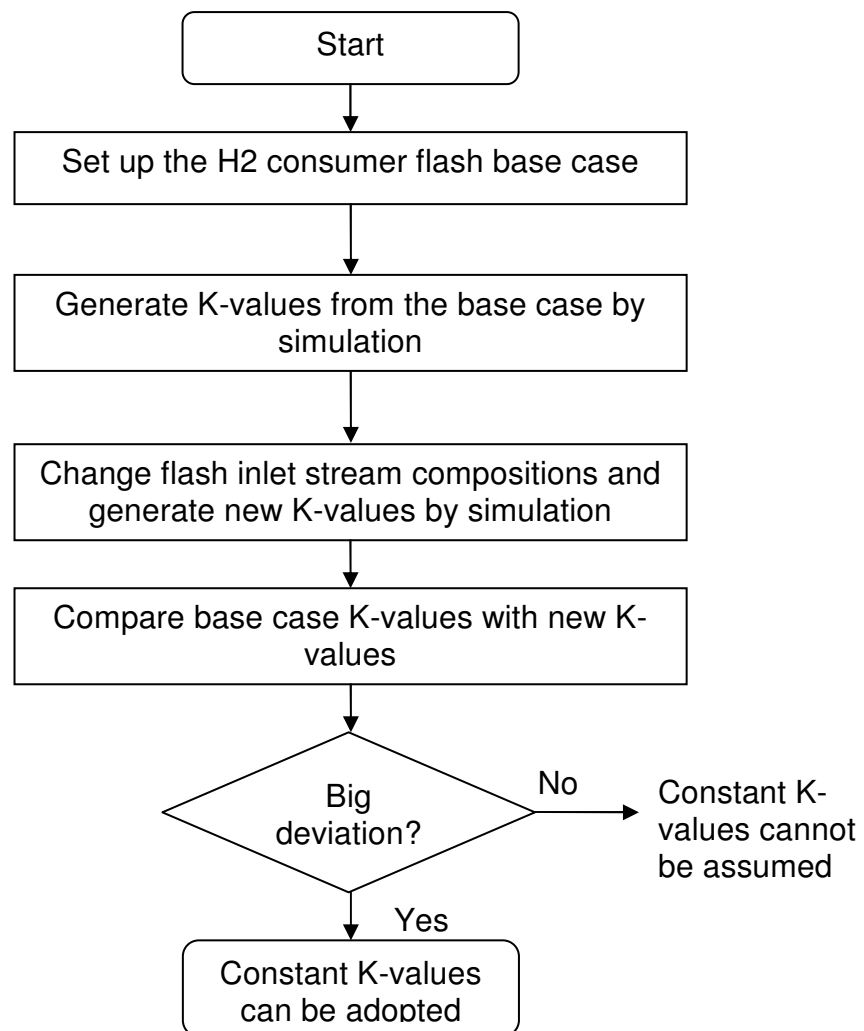 Start
Set up the H2 consumer flash base case
Generate K-values from the base case by
simulation
Change flash inlet stream compositions and
generate new K-values by simulation
Compare base case K-values with new K-
values
Big
deviation?
No
Constant K-
values cannot
be assumed
Yes
Constant K-values
can be adopted